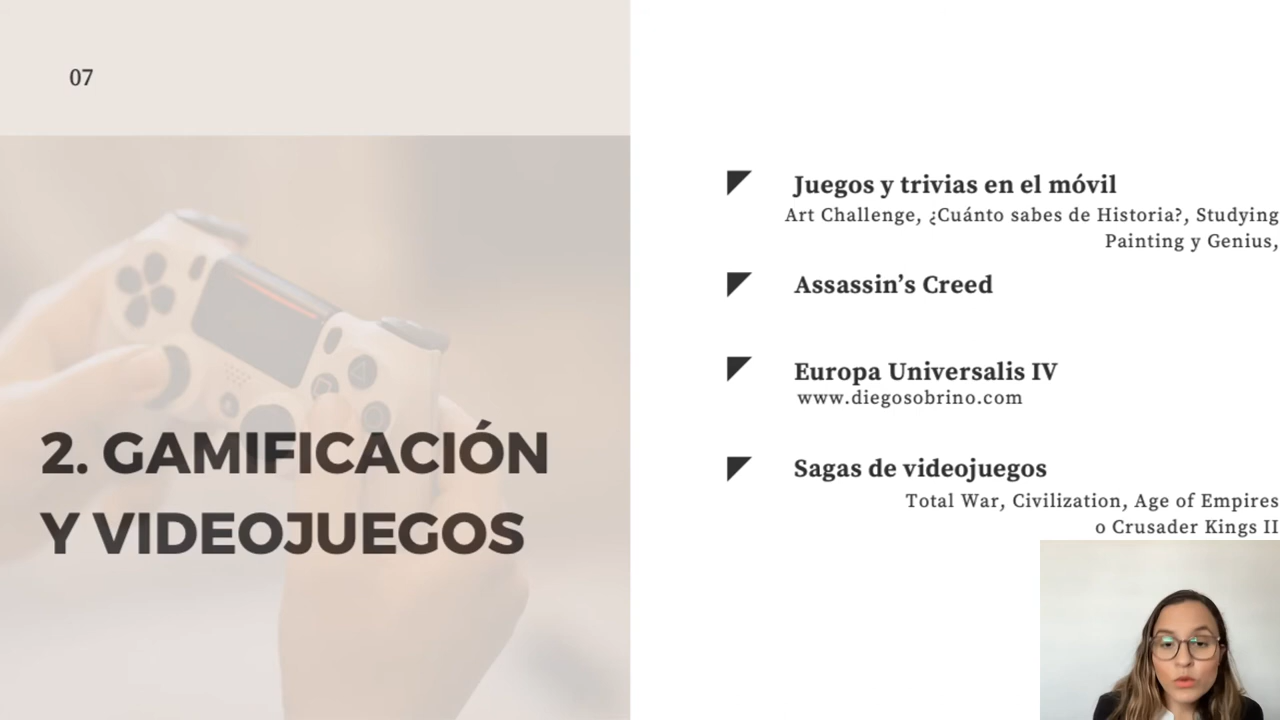 07
2. GAMIFICACIÓN
Y VIDEOJUEGOS
Juegos y trivias en el móvil
Art Challenge, ¿Cuánto sabes de Historia?, Studying
Painting y Genius,
Assassin’s Creed
Europa Universalis IV
www.diegosobrino.com
Sagas de videojuegos
Total War, Civilization, Age of Empires
o Crusader Kings II